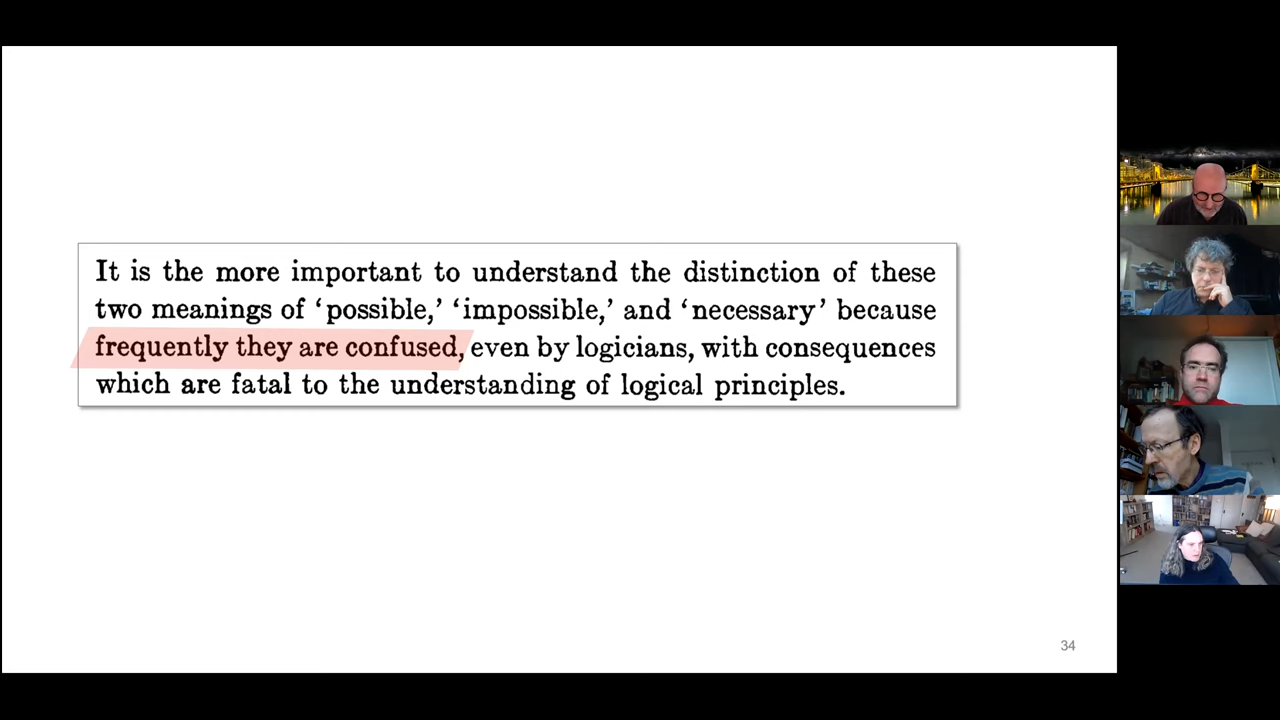 It is the more important to understand the distinction of these
two meanings of ‘possible,’ ‘impossible,’ and ‘necessary’ because
frequently they are confused, even by logicians, with consequences
which are fatal to the understanding of logical principles.
34